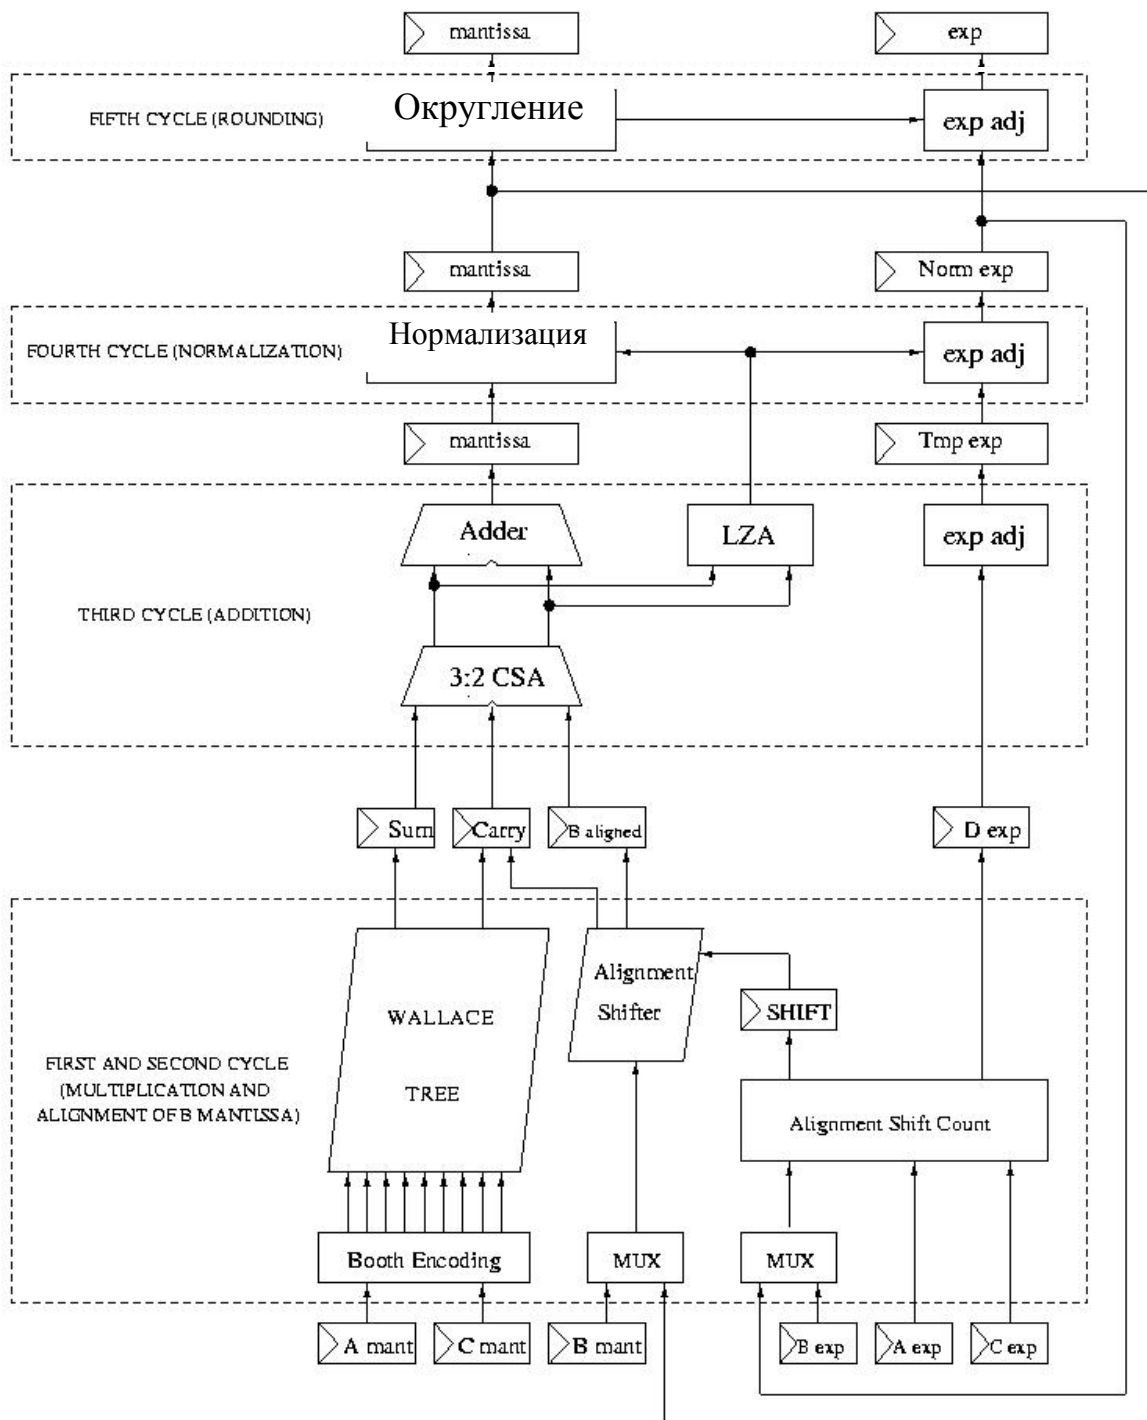 mantissa
exp
FIFTH CYCLE (ROUNDING)
Округление
exp adj
mantissa
Norm exp
FOURTH CYCLE (NORMALIZATION)
Нормализация
exp adj
mantissa
Tmp exp
Adder
LZA
exp adj
THIRD CYCLE (ADDITION)
3:2 CSA
Sum
Carry
B aligned
D exp
Alignment
Shifter
SHIFT
WALLACE
TREE
FIRST AND SECOND CYCLE
(MULTIPLICATION AND
ALIGNMENT OF B MANTISSA)
Alignment Shift Count
Booth Encoding
MUX
MUX
A mant
C mant
B mant
B exp
A exp
C exp